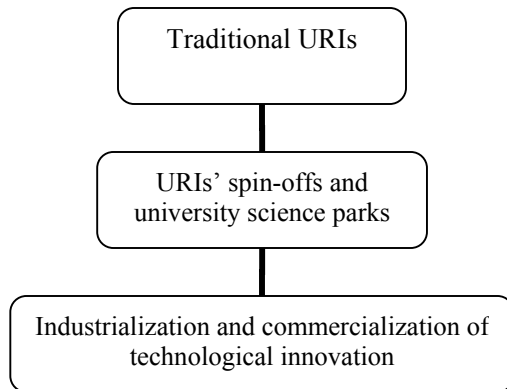 Traditional URIs
URIs’ spin-offs and
university science parks
Industrialization and commercialization of
technological innovation